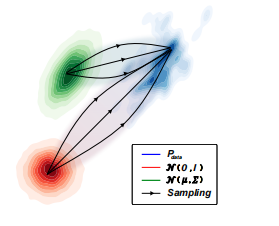 P_data
𝒩(0, I)
𝒩(μ, Σ)
Sampling